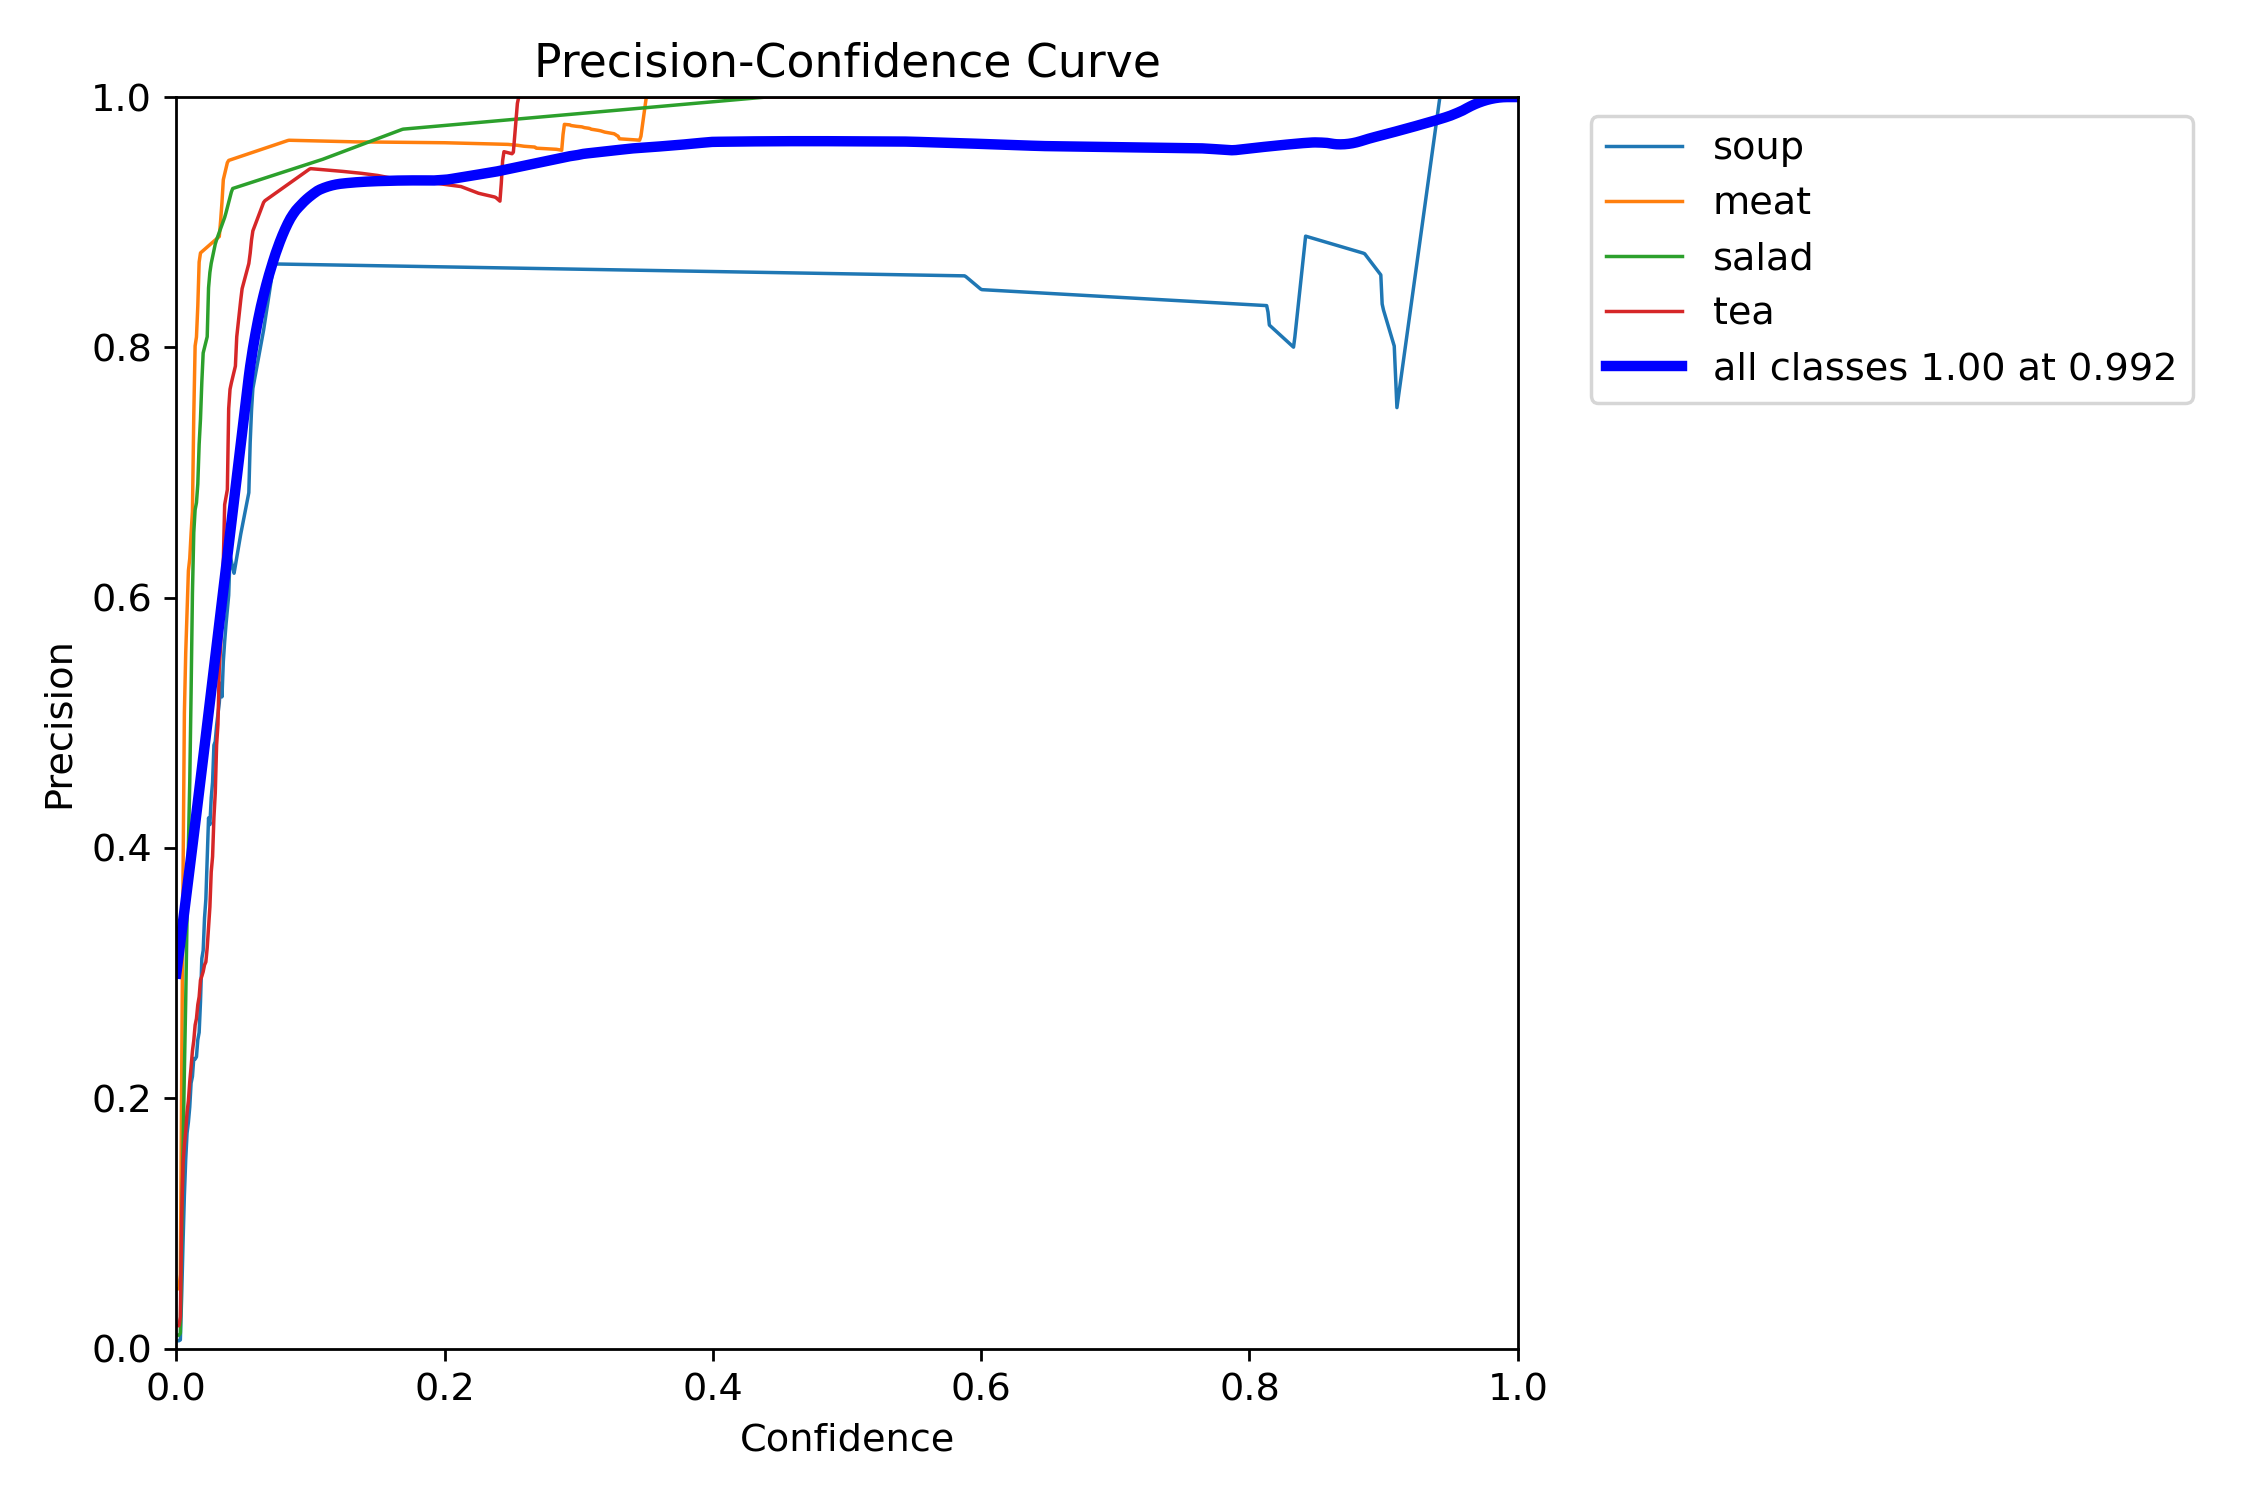 Precision-Confidence Curve
1.0
0.8
0.6
0.4
0.2
0.0
Precision
0.0 0.2 0.4 0.6 0.8 1.0
Confidence
soup
meat
salad
tea
all classes 1.00 at 0.992